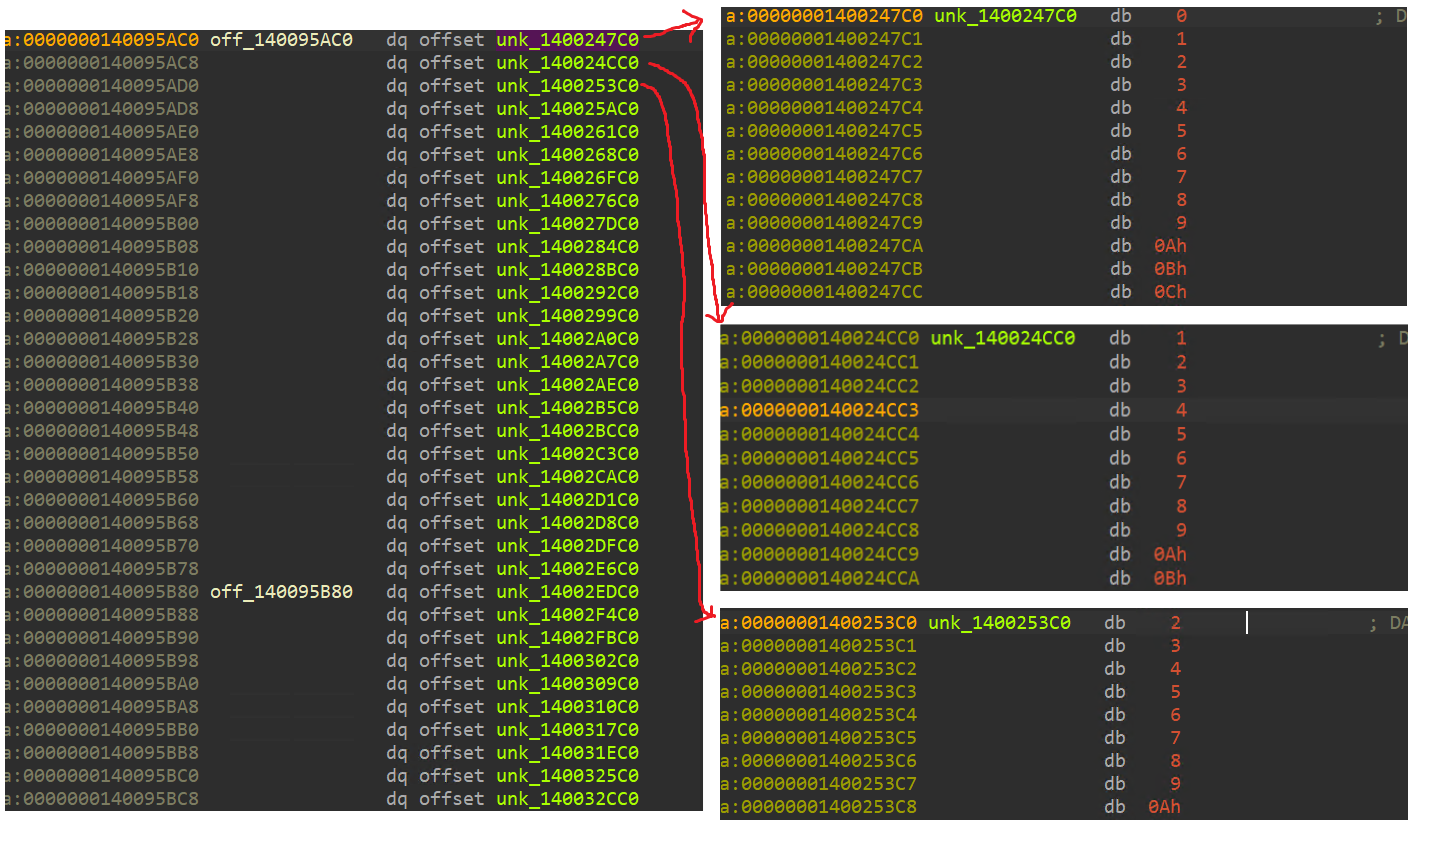 a:0000000140095AC0 off_140095AC0 dq offset unk_1400247C0
a:0000000140095AC8 dq offset unk_140024CC0
a:0000000140095AD0 dq offset unk_1400253C0
a:0000000140095AD8 dq offset unk_140025AC0
a:0000000140095AE0 dq offset unk_1400261C0
a:0000000140095AE8 dq offset unk_1400268C0
a:0000000140095AF0 dq offset unk_140026FC0
a:0000000140095AF8 dq offset unk_1400276C0
a:0000000140095B00 dq offset unk_140027DC0
a:0000000140095B08 dq offset unk_1400284C0
a:0000000140095B10 dq offset unk_140028BC0
a:0000000140095B18 dq offset unk_1400292C0
a:0000000140095B20 dq offset unk_1400299C0
a:0000000140095B28 dq offset unk_14002A0C0
a:0000000140095B30 dq offset unk_14002A7C0
a:0000000140095B38 dq offset unk_14002AEC0
a:0000000140095B40 dq offset unk_14002B5C0
a:0000000140095B48 dq offset unk_14002BCC0
a:0000000140095B50 dq offset unk_14002C3C0
a:0000000140095B58 dq offset unk_14002CAC0
a:0000000140095B60 dq offset unk_14002D1C0
a:0000000140095B68 dq offset unk_14002D8C0
a:0000000140095B70 dq offset unk_14002DFC0
a:0000000140095B78 dq offset unk_14002E6C0
a:0000000140095B80 off_140095B80 dq offset unk_14002EDC0
a:0000000140095B88 dq offset unk_14002F4C0
a:0000000140095B90 dq offset unk_14002FBC0
a:0000000140095B98 dq offset unk_1400302C0
a:0000000140095BA0 dq offset unk_1400309C0
a:0000000140095BA8 dq offset unk_1400310C0
a:0000000140095BB0 dq offset unk_1400317C0
a:0000000140095BB8 dq offset unk_140031EC0
a:0000000140095BC0 dq offset unk_1400325C0
a:0000000140095BC8 dq offset unk_140032CC0
a:00000001400247C0 unk_1400247C0 db 0 ; D
a:00000001400247C1 db 1
a:00000001400247C2 db 2
a:00000001400247C3 db 3
a:00000001400247C4 db 4
a:00000001400247C5 db 5
a:00000001400247C6 db 6
a:00000001400247C7 db 7
a:00000001400247C8 db 8
a:00000001400247C9 db 9
a:00000001400247CA db 0Ah
a:00000001400247CB db 0Bh
a:00000001400247CC db 0Ch
a:0000000140024CC0 unk_140024CC0 db 1 ; D
a:0000000140024CC1 db 2
a:0000000140024CC2 db 3
a:0000000140024CC3 db 4
a:0000000140024CC4 db 5
a:0000000140024CC5 db 6
a:0000000140024CC6 db 7
a:0000000140024CC7 db 8
a:0000000140024CC8 db 9
a:0000000140024CC9 db 0Ah
a:0000000140024CCA db 0Bh
a:00000001400253C0 unk_1400253C0 db 2 ; DA
a:00000001400253C1 db 3
a:00000001400253C2 db 4
a:00000001400253C3 db 5
a:00000001400253C4 db 6
a:00000001400253C5 db 7
a:00000001400253C6 db 8
a:00000001400253C7 db 9
a:00000001400253C8 db 0Ah